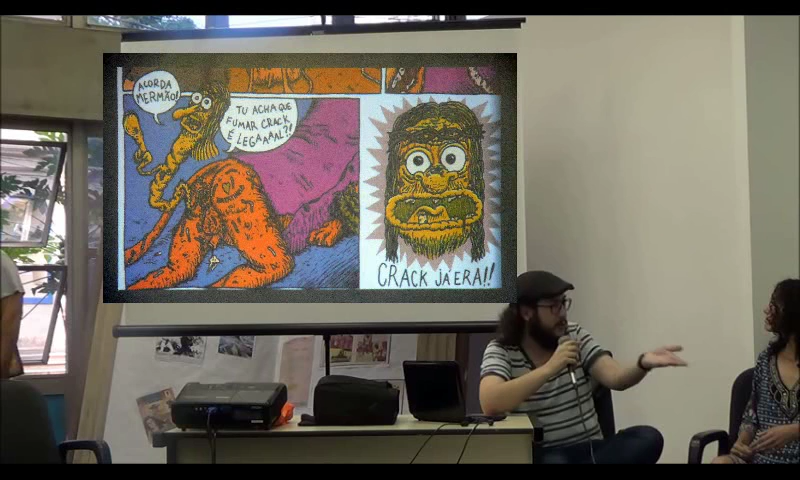 ACORDA
MERMÃO!
TU ACHA QUE
FUMAR CRACK
É LEGAAAAL?!
CRACK JÁ ERA!!